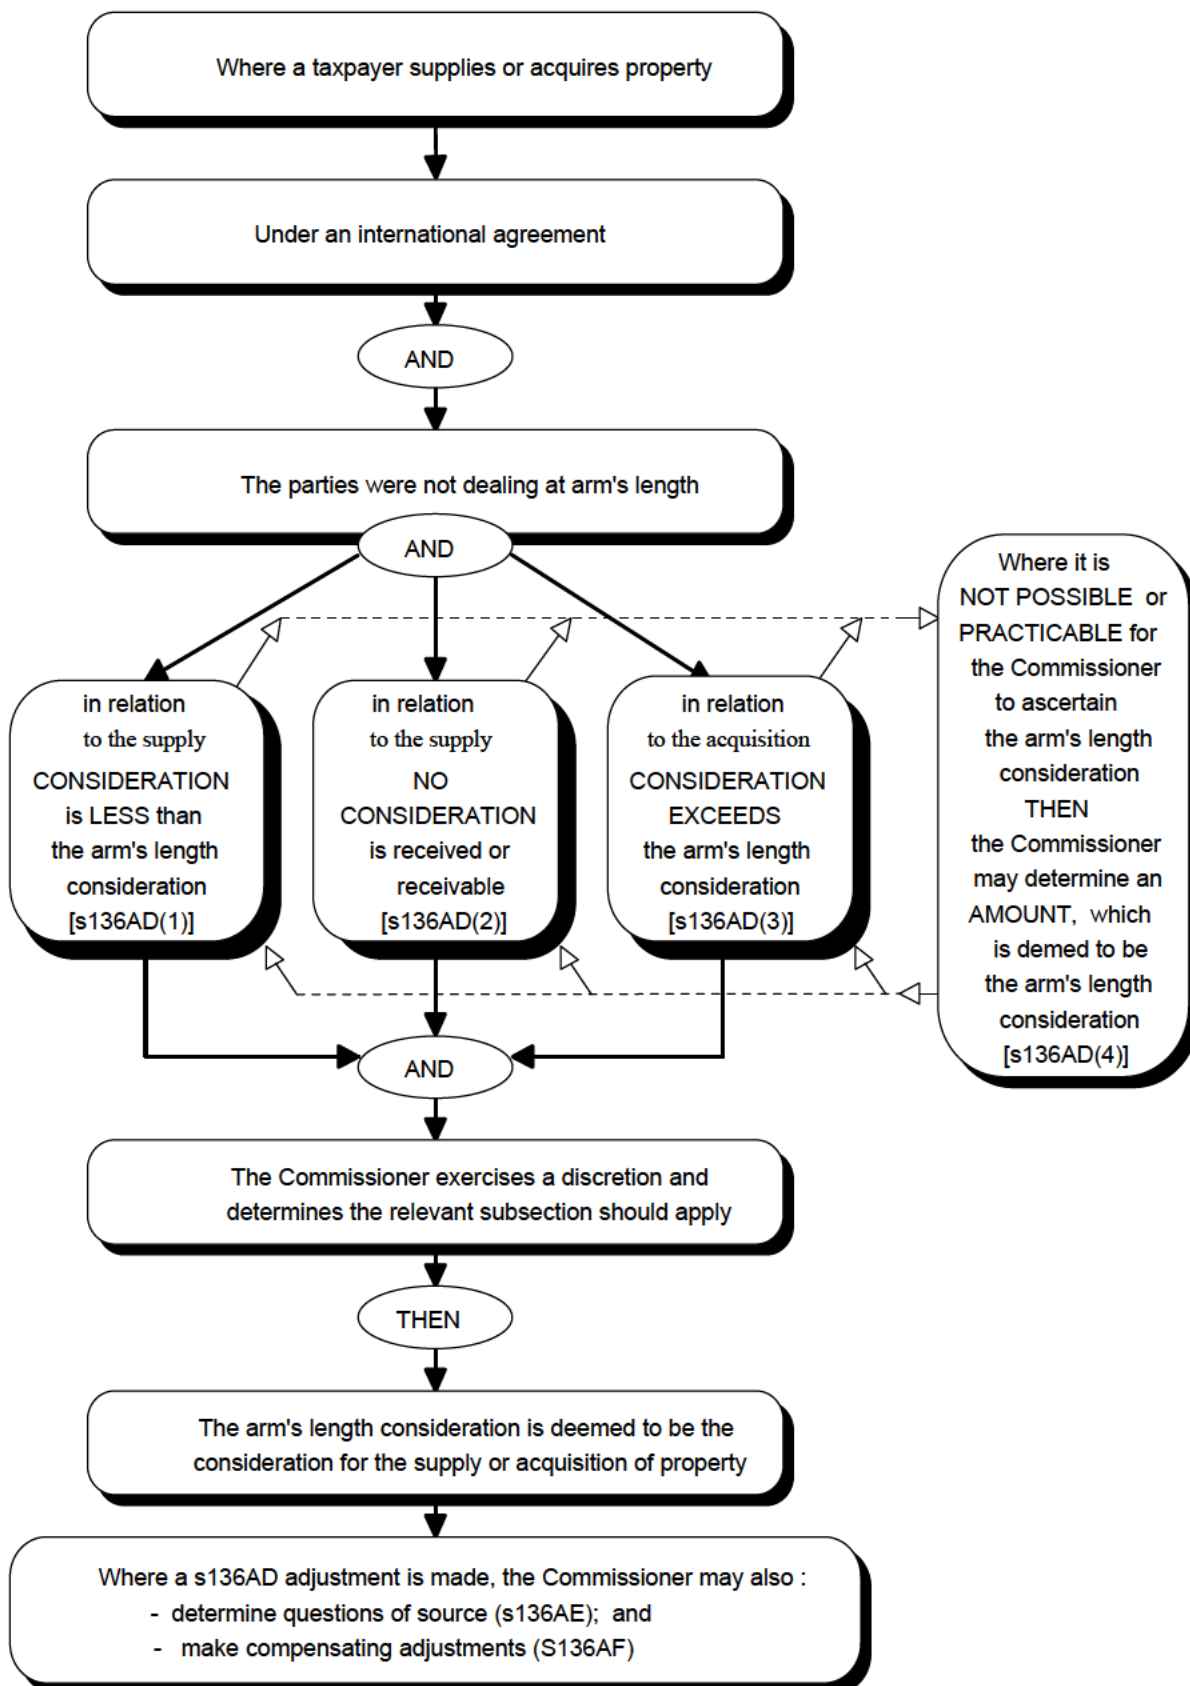 Where a taxpayer supplies or acquires property
Under an international agreement
AND
The parties were not dealing at arm's length
AND
in relation
to the supply
CONSIDERATION
is LESS than
the arm's length
consideration
[s136AD(1)]
in relation
to the supply
NO
CONSIDERATION
is received or
receivable
[s136AD(2)]
in relation
to the acquisition
CONSIDERATION
EXCEEDS
the arm's length
consideration
[s136AD(3)]
Where it is
NOT POSSIBLE or
PRACTICABLE for
the Commissioner
to ascertain
the arm's length
consideration
THEN
the Commissioner
may determine an
AMOUNT, which
is demed to be
the arm's length
consideration
[s136AD(4)]
AND
The Commissioner exercises a discretion and
determines the relevant subsection should apply
THEN
The arm's length consideration is deemed to be the
consideration for the supply or acquisition of property
Where a s136AD adjustment is made, the Commissioner may also :
- determine questions of source (s136AE); and
- make compensating adjustments (S136AF)